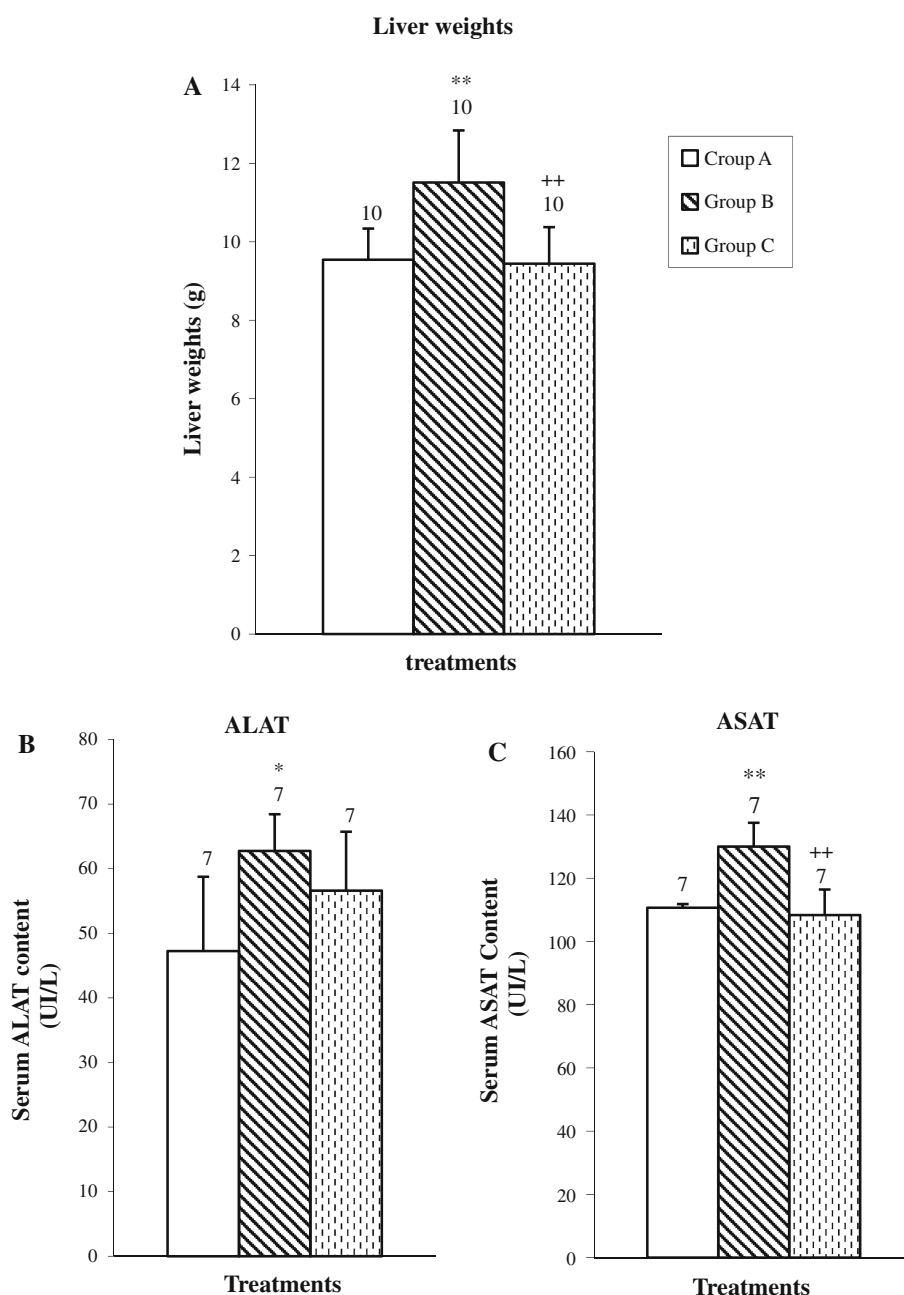 Liver weights
A
14
12
10
8
6
4
2
0
Liver weights (g)
10
**
10
++
10
treatments
Croup A
Group B
Group C
B
ALAT
80
70
60
50
40
30
20
10
0
Serum ALAT content
(UI/L)
7
*
7
7
Treatments
C
ASAT
160
140
120
100
80
60
40
20
0
Serum ASAT Content
(UI/L)
7
**
7
++
7
Treatments